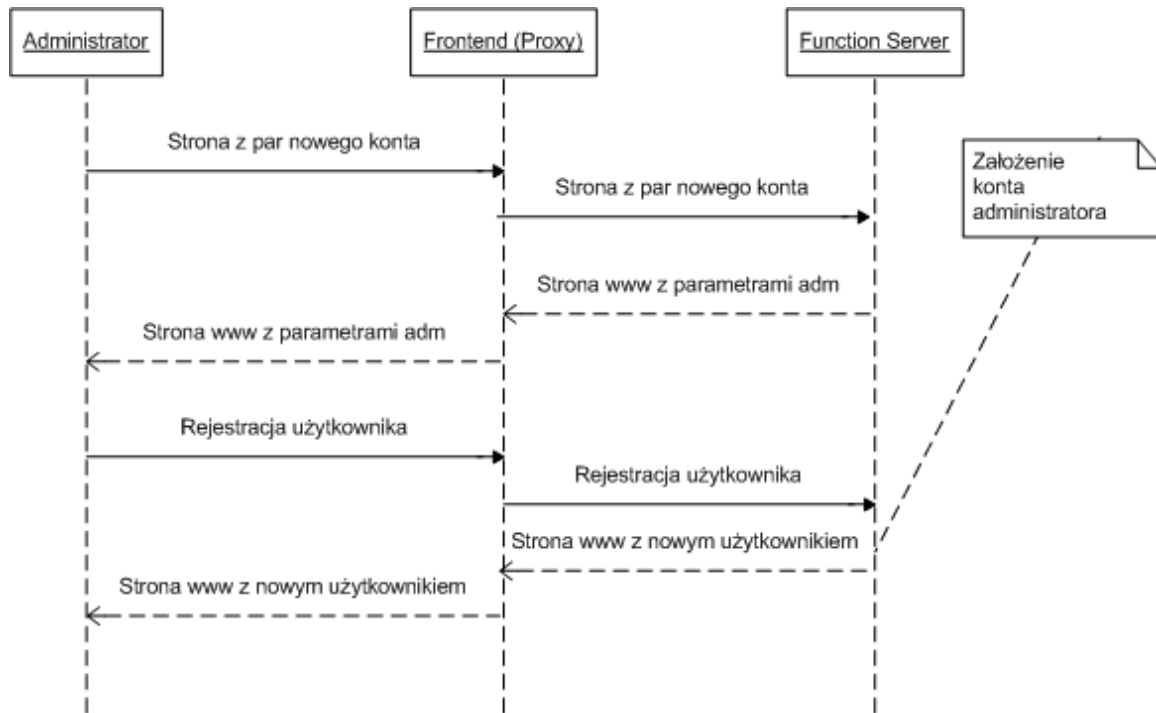 Administrator
Frontend (Proxy)
Function Server
Strona z par nowego konta
Strona z par nowego konta
Założenie
konta
administratora
Strona www z parametrami adm
Strona www z parametrami adm
Rejestracja użytkownika
Rejestracja użytkownika
Strona www z nowym użytkownikiem
Strona www z nowym użytkownikiem